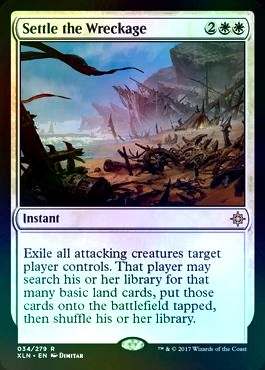 Settle the Wreckage 2
Instant
Exile all attacking creatures target
player controls. That player may
search his or her library for that
many basic land cards, put those
cards onto the battlefield tapped,
then shuffle his or her library.
034/279 R
XLN • EN DIMITAR
™ & © 2017 Wizards of the Coast